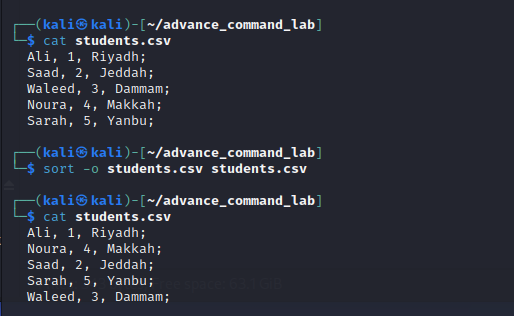 ┌──(kali㉿kali)-[~/advance_command_lab]
└─$ cat students.csv
Ali, 1, Riyadh;
Saad, 2, Jeddah;
Waleed, 3, Dammam;
Noura, 4, Makkah;
Sarah, 5, Yanbu;
┌──(kali㉿kali)-[~/advance_command_lab]
└─$ sort -o students.csv students.csv
┌──(kali㉿kali)-[~/advance_command_lab]
└─$ cat students.csv
Ali, 1, Riyadh;
Noura, 4, Makkah;
Saad, 2, Jeddah;
Sarah, 5, Yanbu;
Waleed, 3, Dammam;